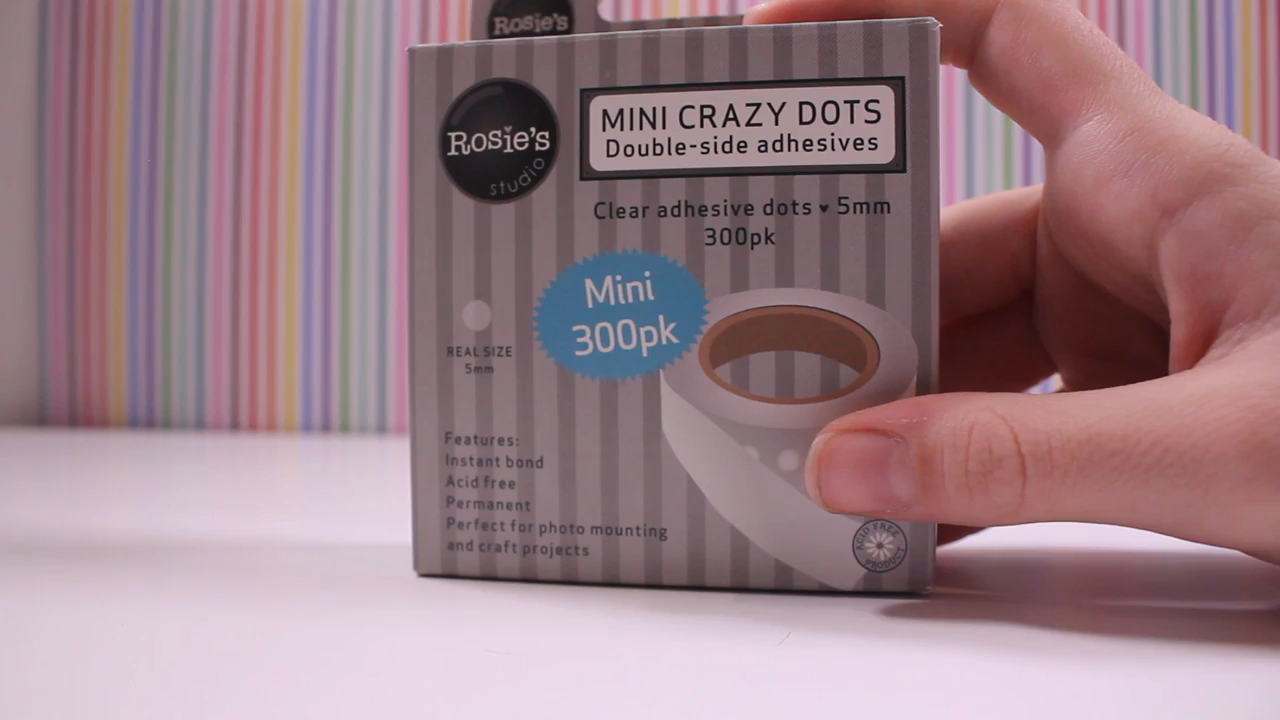 Rosie's
Rosie's
studio
MINI CRAZY DOTS
Double-side adhesives
Clear adhesive dots ♥ 5mm
300pk
Mini
300pk
REAL SIZE
5mm
Features:
Instant bond
Acid free
Permanent
Perfect for photo mounting
and craft projects
ACID FREE
PRODUCT